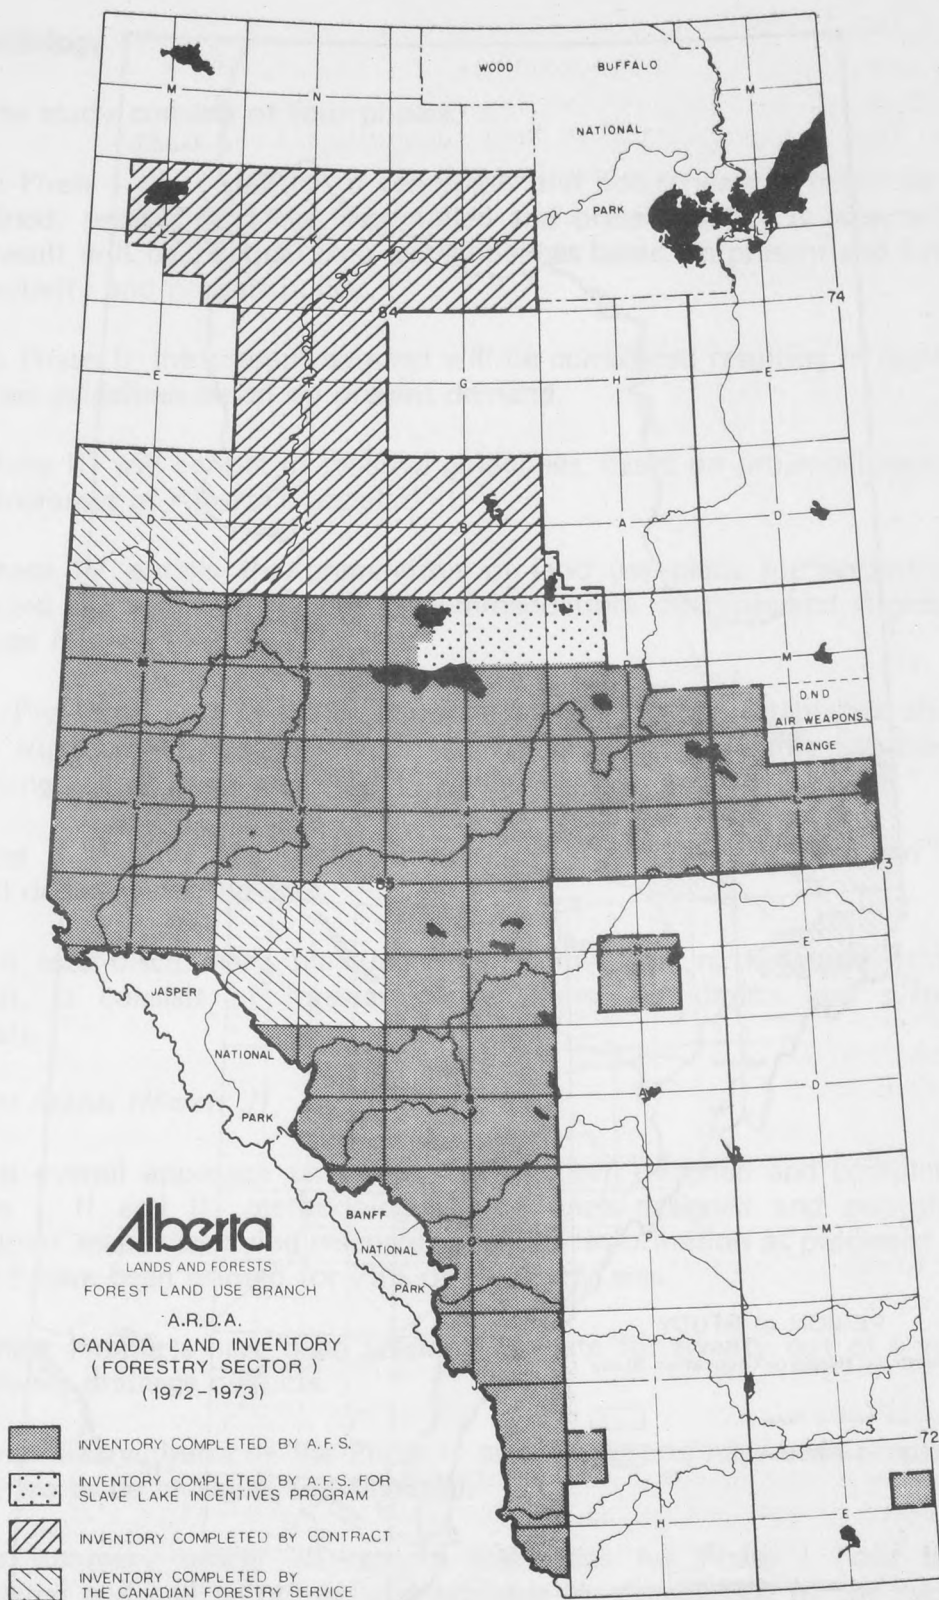 WOOD BUFFALO
M N M
NATIONAL
PARK
L
84 74
E F G H E
D C B A D
M P M
D.N.D
AIR WEAPONS
RANGE
L L
73
83
E
JASPER
NATIONAL
PARK
A D
BANFF
NATIONAL
PARK
P M
I L
72
H E
Alberta
LANDS AND FORESTS
FOREST LAND USE BRANCH
A.R.D.A.
CANADA LAND INVENTORY
( FORESTRY SECTOR )
(1972-1973)
INVENTORY COMPLETED BY A.F.S.
INVENTORY COMPLETED BY A.F.S. FOR
SLAVE LAKE INCENTIVES PROGRAM
INVENTORY COMPLETED BY CONTRACT
INVENTORY COMPLETED BY
THE CANADIAN FORESTRY SERVICE